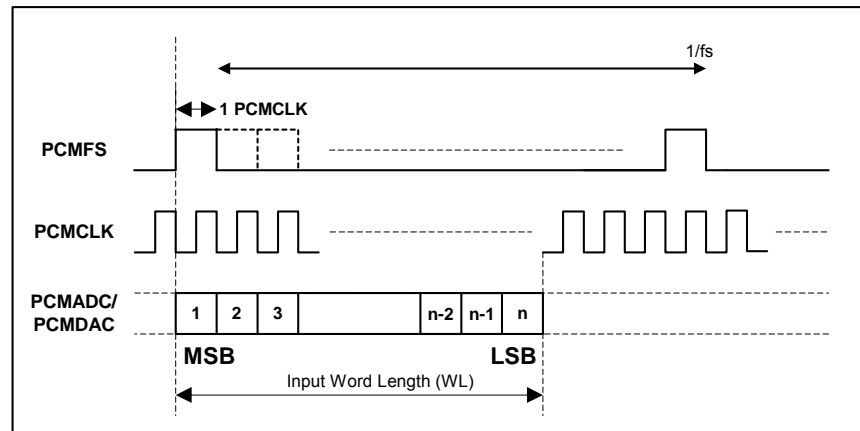 1/fs
1 PCMCLK
PCMFS
PCMCLK
PCMADC/
PCMDAC
1 2 3 n-2 n-1 n
MSB LSB
Input Word Length (WL)